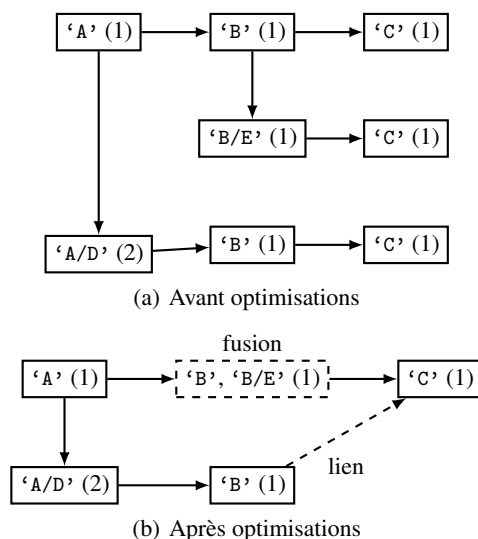 ‘A’ (1) ‘B’ (1) ‘C’ (1)
‘B/E’ (1) ‘C’ (1)
‘A/D’ (2) ‘B’ (1) ‘C’ (1)
(a) Avant optimisations
fusion
‘A’ (1) ‘B’, ‘B/E’ (1) ‘C’ (1)
lien
‘A/D’ (2) ‘B’ (1)
(b) Après optimisations